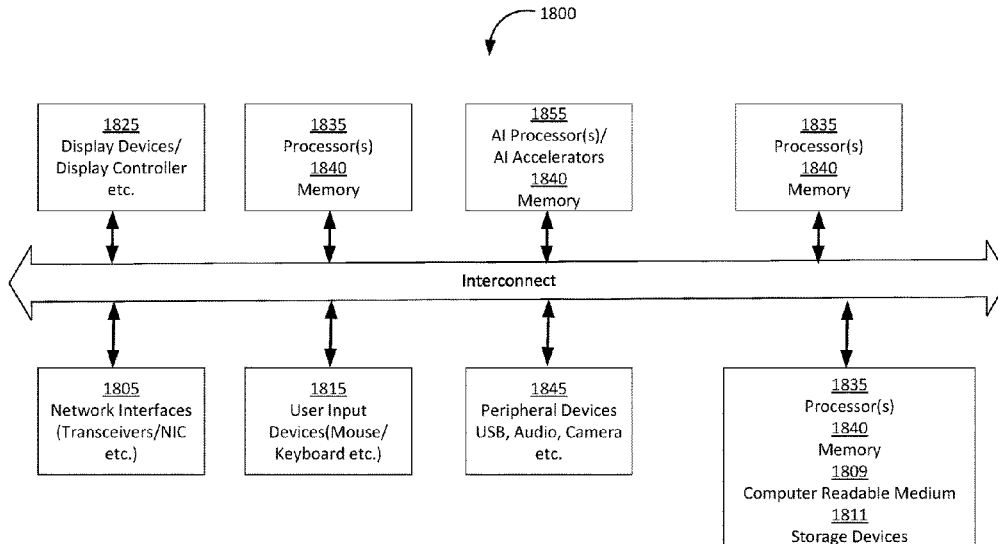 1800
1825
Display Devices/
Display Controller
etc.
1835
Processor(s)
1840
Memory
1855
AI Processor(s)/
AI Accelerators
1840
Memory
1835
Processor(s)
1840
Memory
Interconnect
1805
Network Interfaces
(Transceivers/NIC
etc.)
1815
User Input
Devices(Mouse/
Keyboard etc.)
1845
Peripheral Devices
USB, Audio, Camera
etc.
1835
Processor(s)
1840
Memory
1809
Computer Readable Medium
1811
Storage Devices